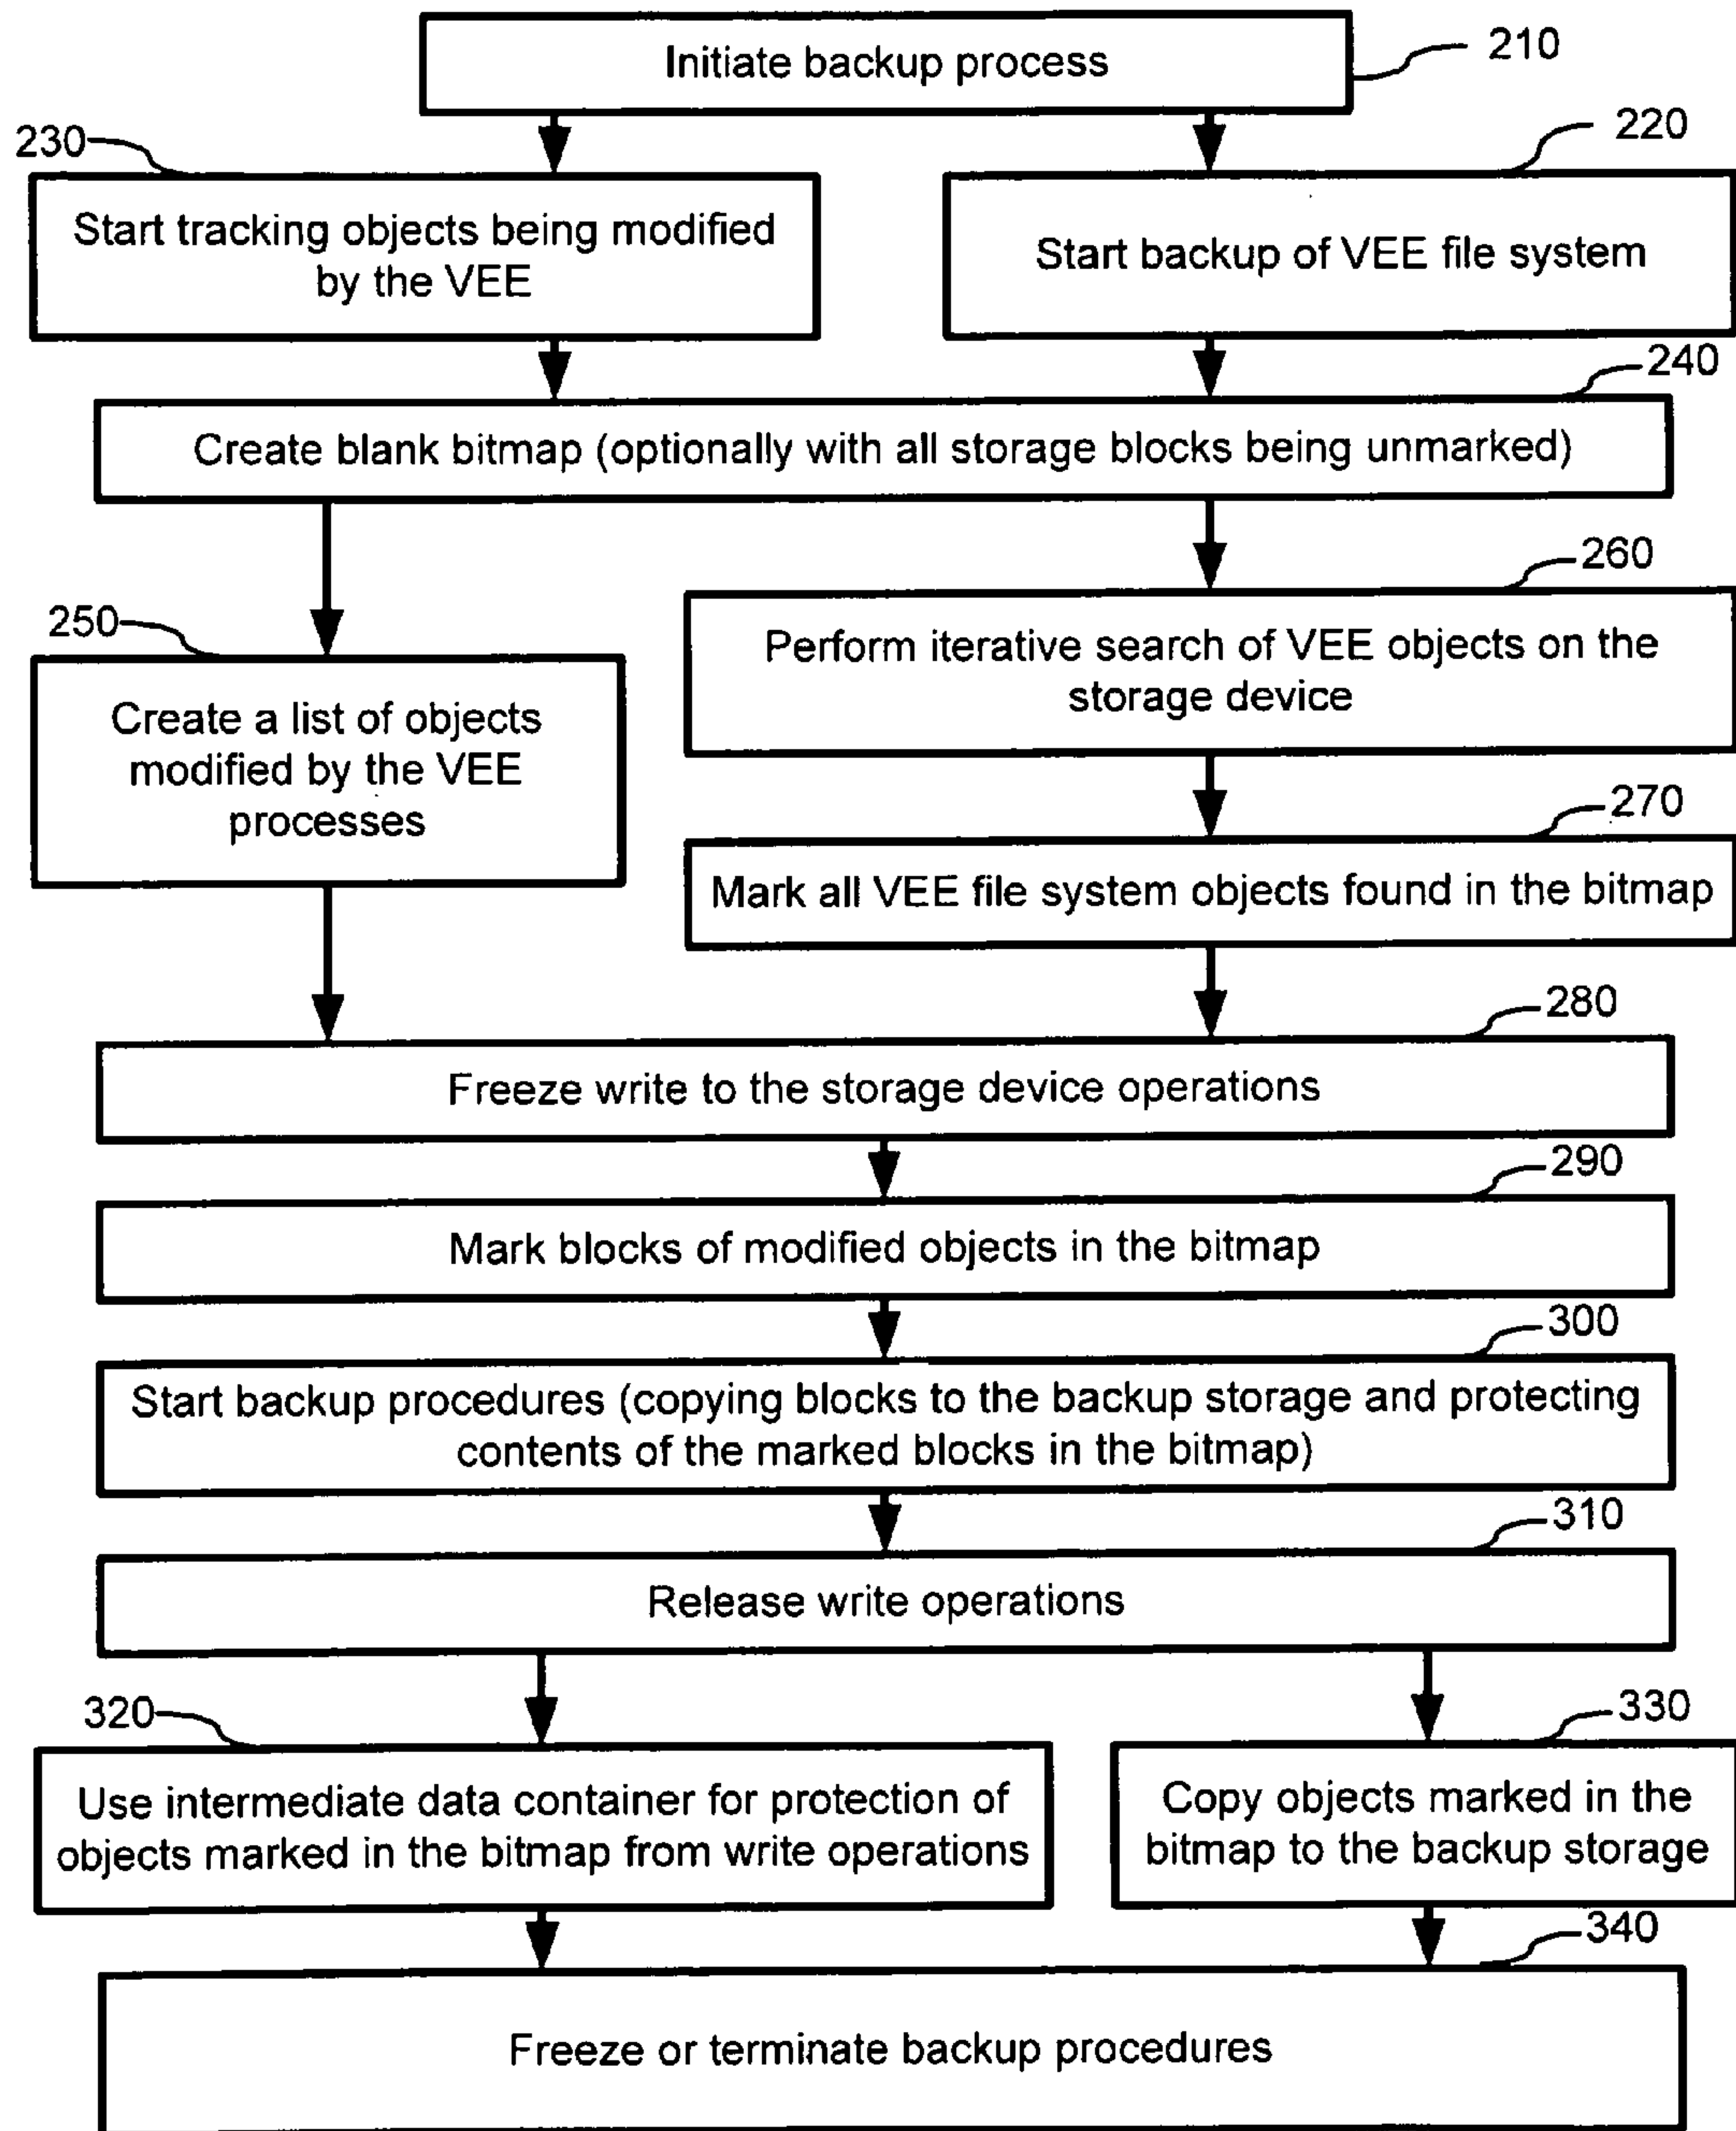 Initiate backup process
210
230
220
Start tracking objects being modified
by the VEE
Start backup of VEE file system
240
Create blank bitmap (optionally with all storage blocks being unmarked)
260
250
Perform iterative search of VEE objects on the
storage device
Create a list of objects
modified by the VEE
processes
270
Mark all VEE file system objects found in the bitmap
280
Freeze write to the storage device operations
290
Mark blocks of modified objects in the bitmap
300
Start backup procedures (copying blocks to the backup storage and protecting
contents of the marked blocks in the bitmap)
310
Release write operations
320
330
Use intermediate data container for protection of
objects marked in the bitmap from write operations
Copy objects marked in the
bitmap to the backup storage
340
Freeze or terminate backup procedures